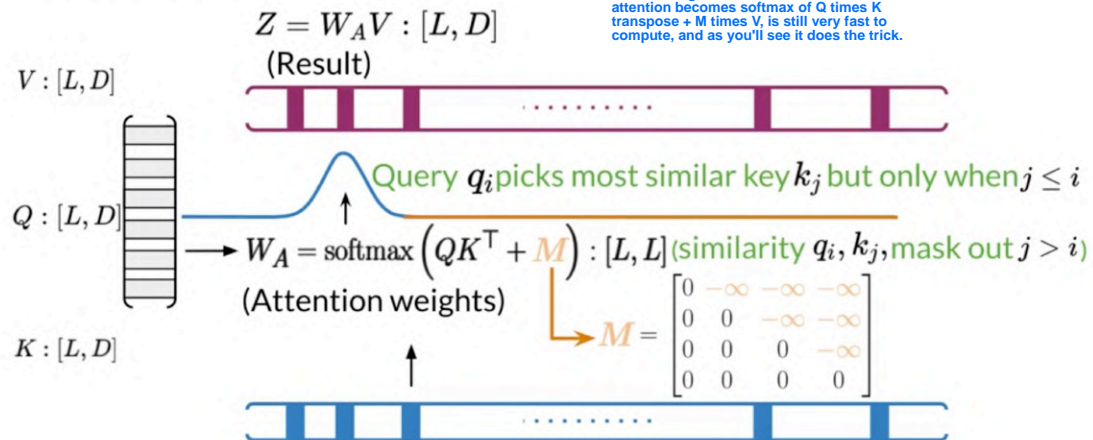 attention becomes softmax of Q times K
transpose + M times V, is still very fast to
compute, and as you'll see it does the trick.
Z = W_A V : [L, D]
(Result)
V : [L, D]
Query q_i picks most similar key k_j but only when j ≤ i
Q : [L, D]
W_A = softmax(QK^⊤ + M) : [L, L] (similarity q_i, k_j, mask out j > i)
(Attention weights)
M = [0 −∞ −∞ −∞
0 0 −∞ −∞
0 0 0 −∞
0 0 0 0]
K : [L, D]